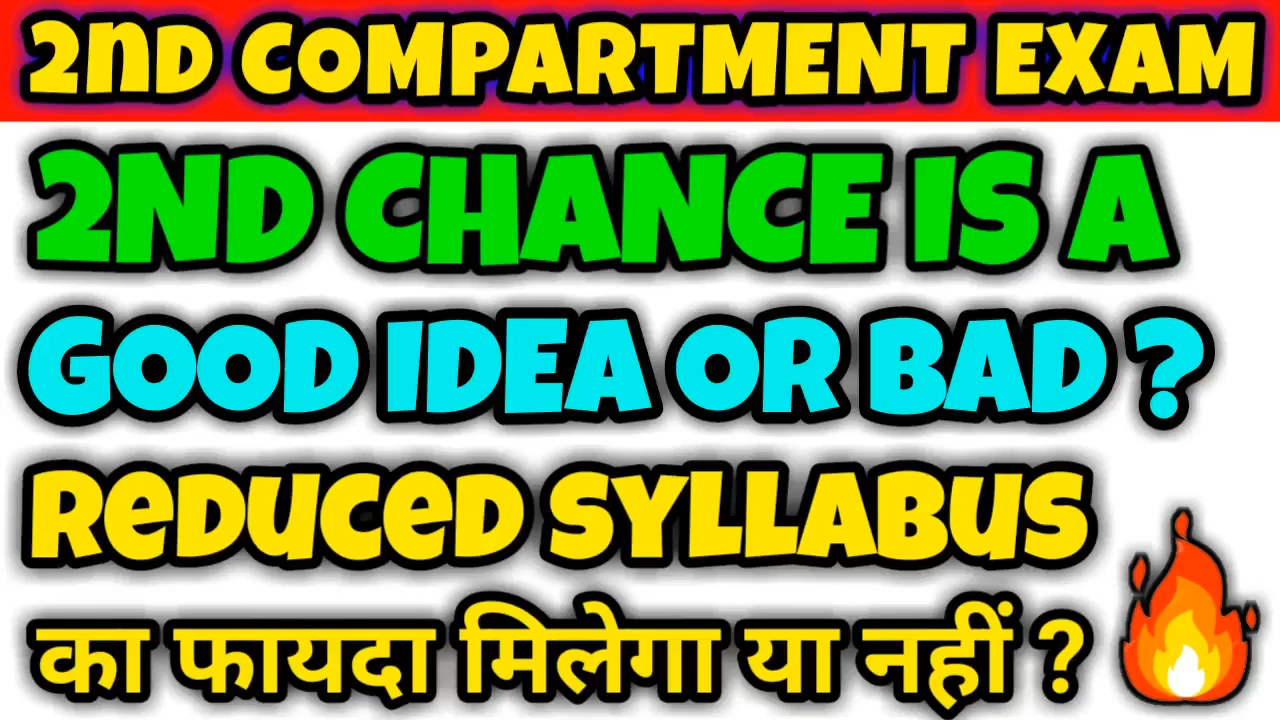 2nD COMPARTMENT EXAM
2ND CHANCE IS A
GOOD IDEA OR BAD ?
ReDuceD SYLLABuS
का फायदा मिलेगा या नहीं ?